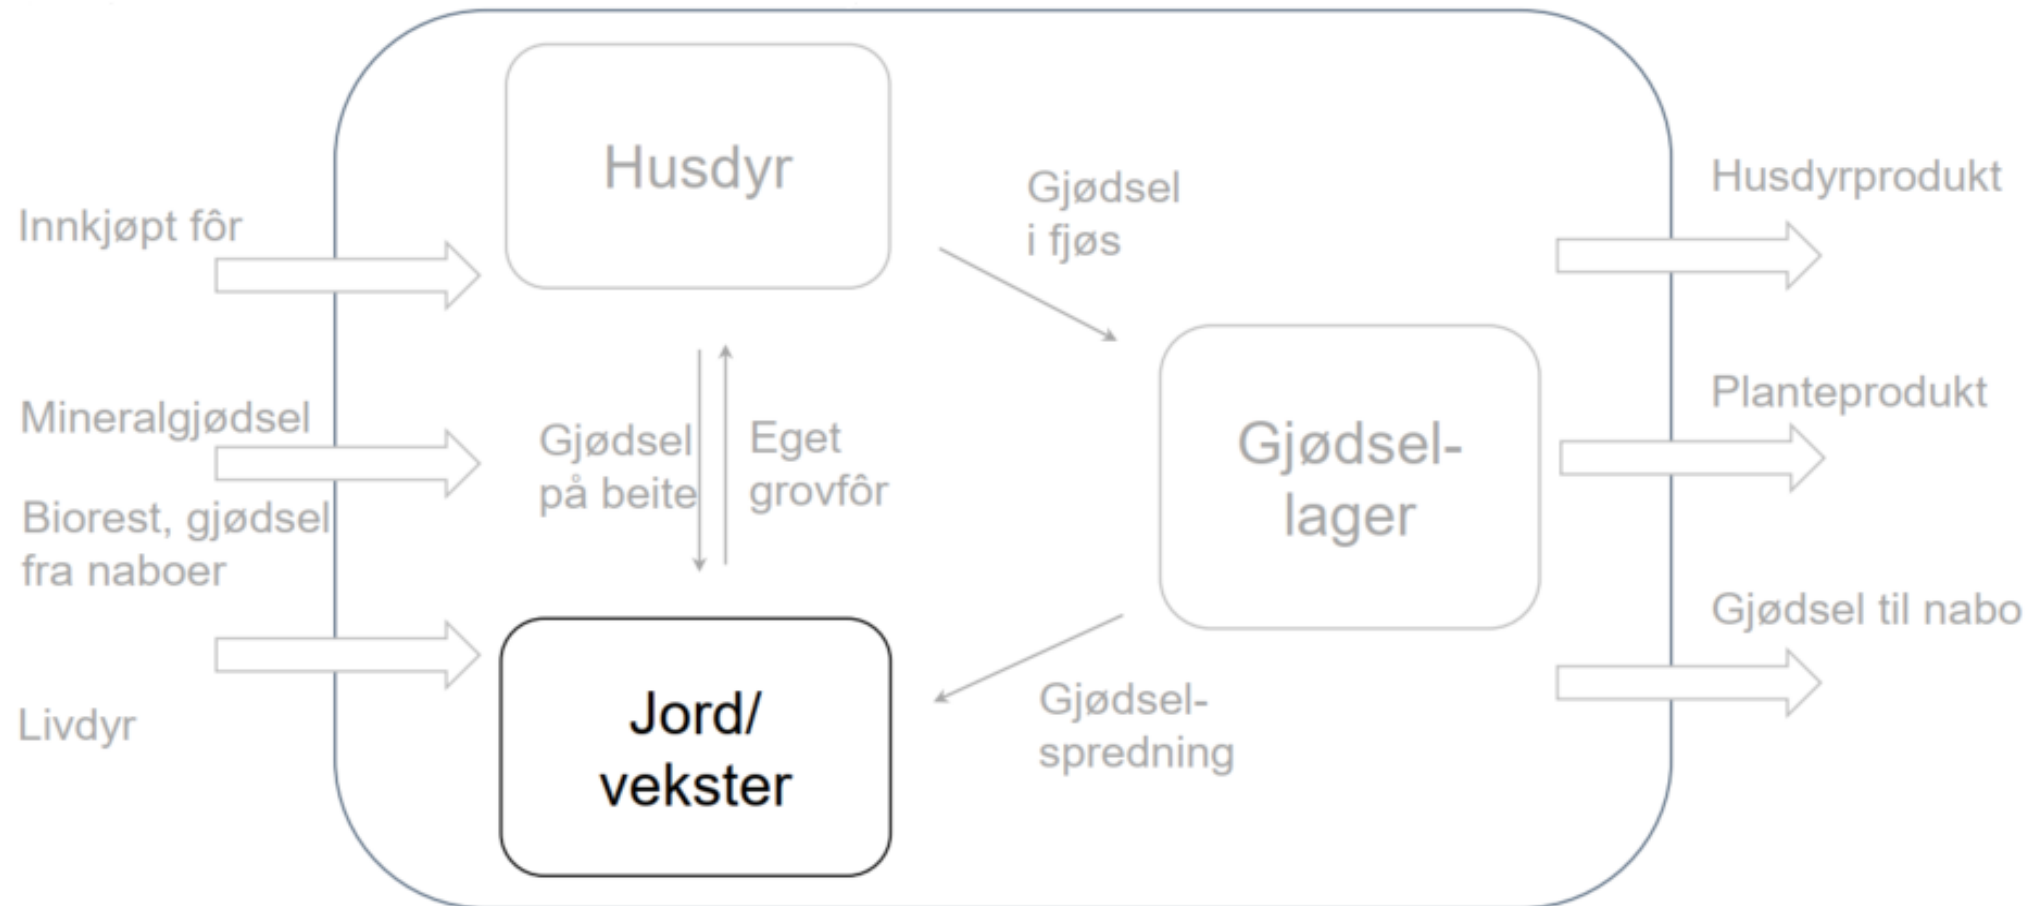 Husdyr
Gjødsel
i fjøs
Husdyrprodukt
Innkjøpt fôr
Mineralgjødsel
Gjødsel
på beite
Eget
grovfôr
Gjødsel-
lager
Planteprodukt
Biorest, gjødsel
fra naboer
Gjødsel til nabo
Livdyr
Jord/
vekster
Gjødsel-
spredning